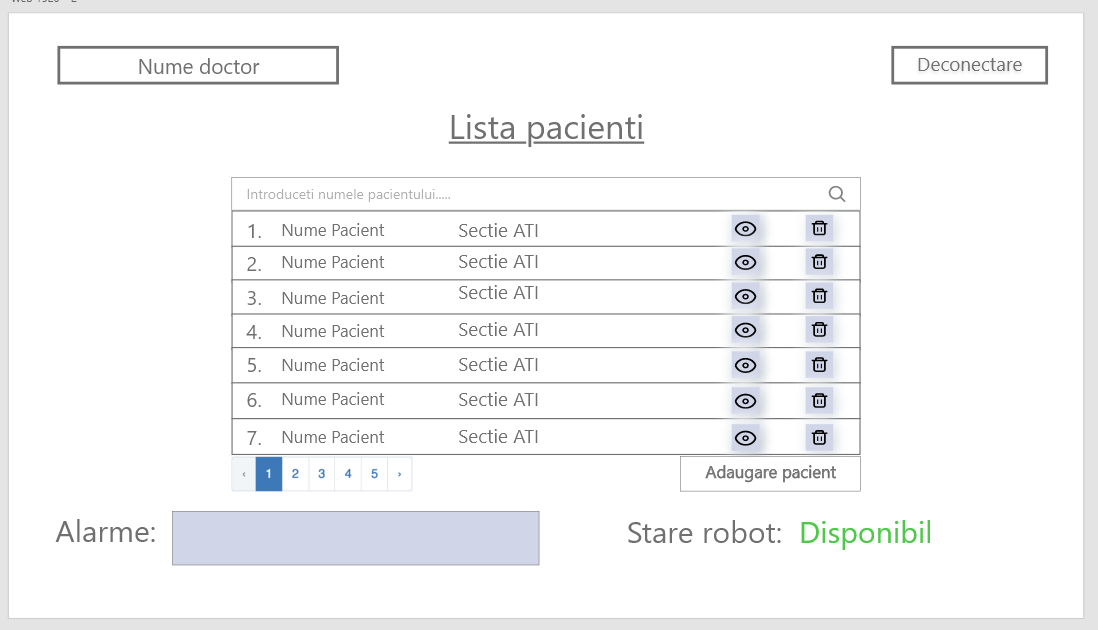 Nume doctor
Deconectare
Lista pacienti
Introduceti numele pacientului.....
1. Nume Pacient Sectie ATI
2. Nume Pacient Sectie ATI
3. Nume Pacient Sectie ATI
4. Nume Pacient Sectie ATI
5. Nume Pacient Sectie ATI
6. Nume Pacient Sectie ATI
7. Nume Pacient Sectie ATI
‹ 1 2 3 4 5 ›
Adaugare pacient
Alarme:
Stare robot: Disponibil